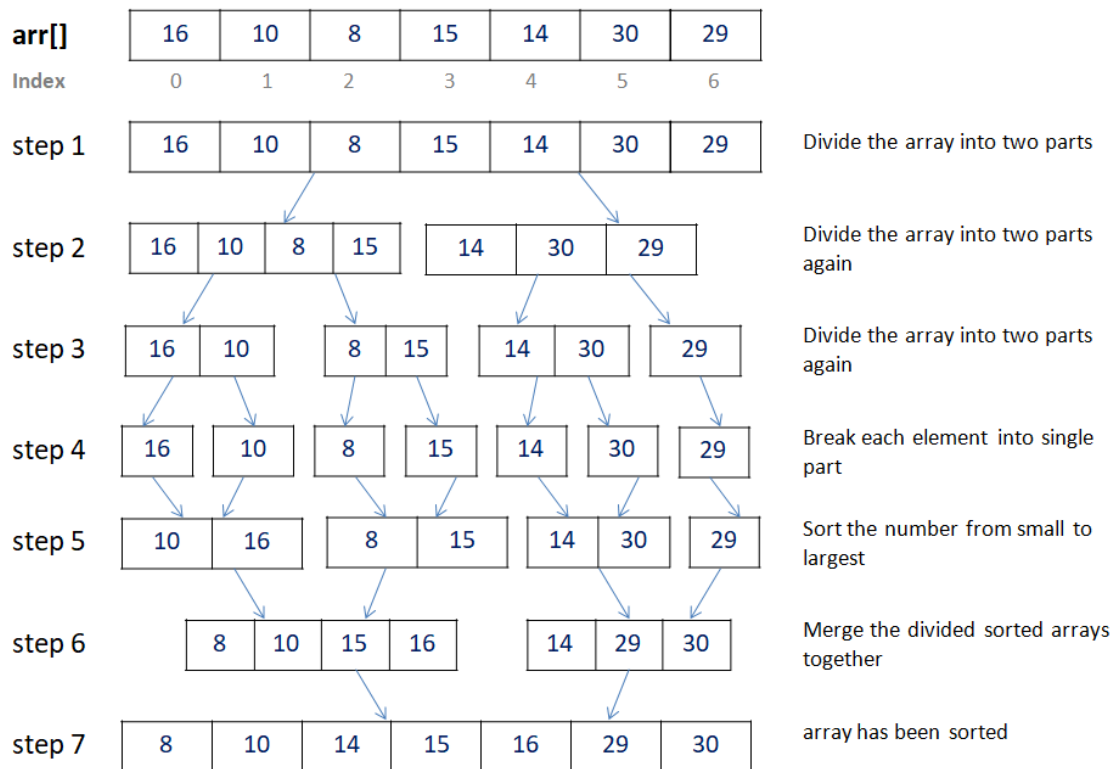 arr[] 16 10 8 15 14 30 29
Index 0 1 2 3 4 5 6
step 1 16 10 8 15 14 30 29 Divide the array into two parts
step 2 16 10 8 15 14 30 29 Divide the array into two parts
again
step 3 16 10 8 15 14 30 29 Divide the array into two parts
again
step 4 16 10 8 15 14 30 29 Break each element into single
part
step 5 10 16 8 15 14 30 29 Sort the number from small to
largest
step 6 8 10 15 16 14 29 30 Merge the divided sorted arrays
together
step 7 8 10 14 15 16 29 30 array has been sorted